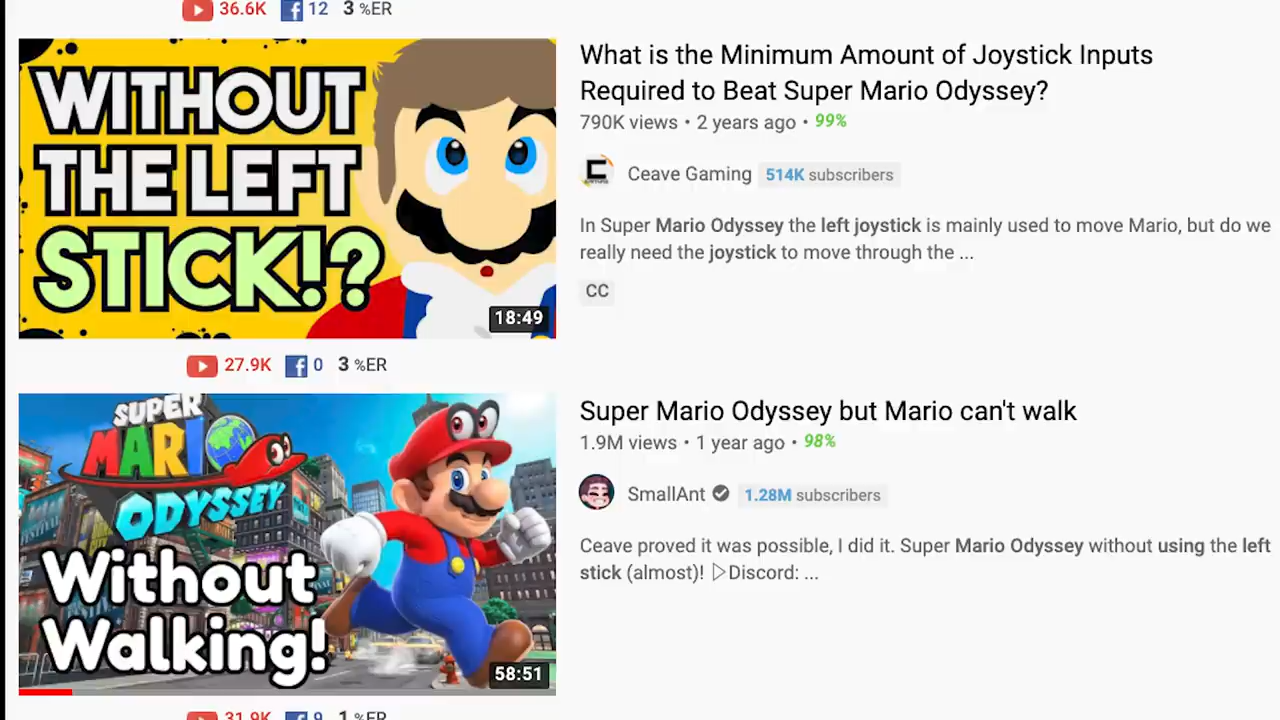 36.6K 12 3 %ER
WITHOUT
THE LEFT
STICK!?
18:49
What is the Minimum Amount of Joystick Inputs
Required to Beat Super Mario Odyssey?
790K views • 2 years ago • 99%
Ceave Gaming 514K subscribers
In Super Mario Odyssey the left joystick is mainly used to move Mario, but do we
really need the joystick to move through the ...
CC
27.9K 0 3 %ER
SUPER
MARIO
ODYSSEY
Without
Walking!
58:51
Super Mario Odyssey but Mario can't walk
1.9M views • 1 year ago • 98%
SmallAnt 1.28M subscribers
Ceave proved it was possible, I did it. Super Mario Odyssey without using the left
stick (almost)! ▷Discord: ...
31.9K 9 1 %ER